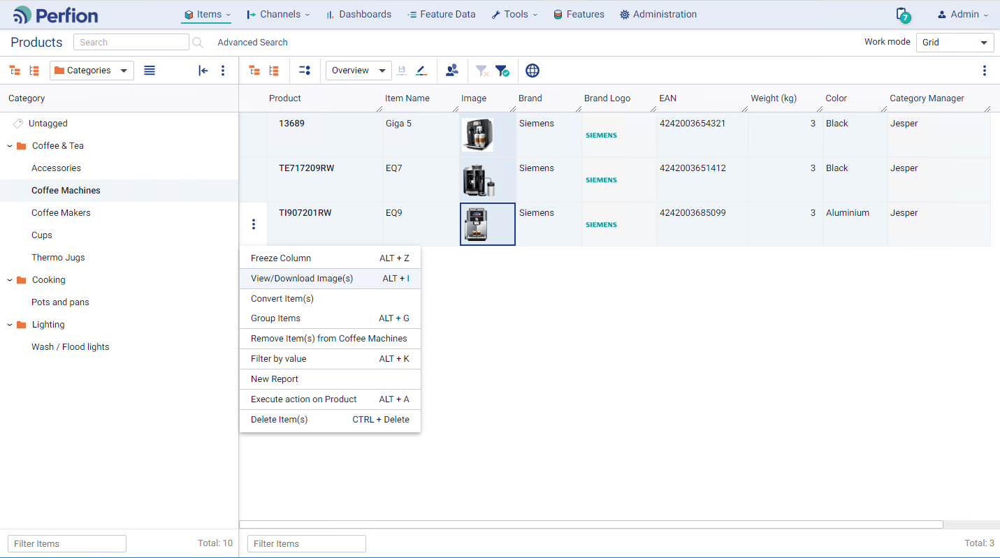 Perfion Items Channels Dashboards Feature Data Tools Features Administration 7 Admin
Products Search Advanced Search Work mode Grid
Categories Overview
Category Product Item Name Image Brand Brand Logo EAN Weight (kg) Color Category Manager
Untagged
Coffee & Tea
Accessories
Coffee Machines
Coffee Makers
Cups
Thermo Jugs
Cooking
Pots and pans
Lighting
Wash / Flood lights
13689 Giga 5 Siemens SIEMENS 4242003654321 3 Black Jesper
TE717209RW EQ7 Siemens SIEMENS 4242003651412 3 Black Jesper
TI907201RW EQ9 Siemens SIEMENS 4242003685099 3 Aluminium Jesper
Freeze Column ALT + Z
View/Download Image(s) ALT + I
Convert Item(s)
Group Items ALT + G
Remove Item(s) from Coffee Machines
Filter by value ALT + K
New Report
Execute action on Product ALT + A
Delete Item(s) CTRL + Delete
Filter Items Total: 10 Filter Items Total: 3